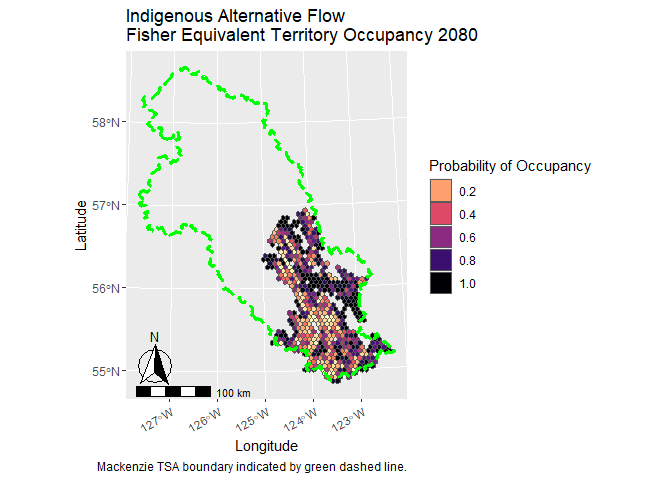 Indigenous Alternative Flow
Fisher Equivalent Territory Occupancy 2080
58°N
57°N
56°N
55°N
Latitude
N
100 km
127°W
126°W
125°W
124°W
123°W
Longitude
Probability of Occupancy
0.2
0.4
0.6
0.8
1.0
Mackenzie TSA boundary indicated by green dashed line.